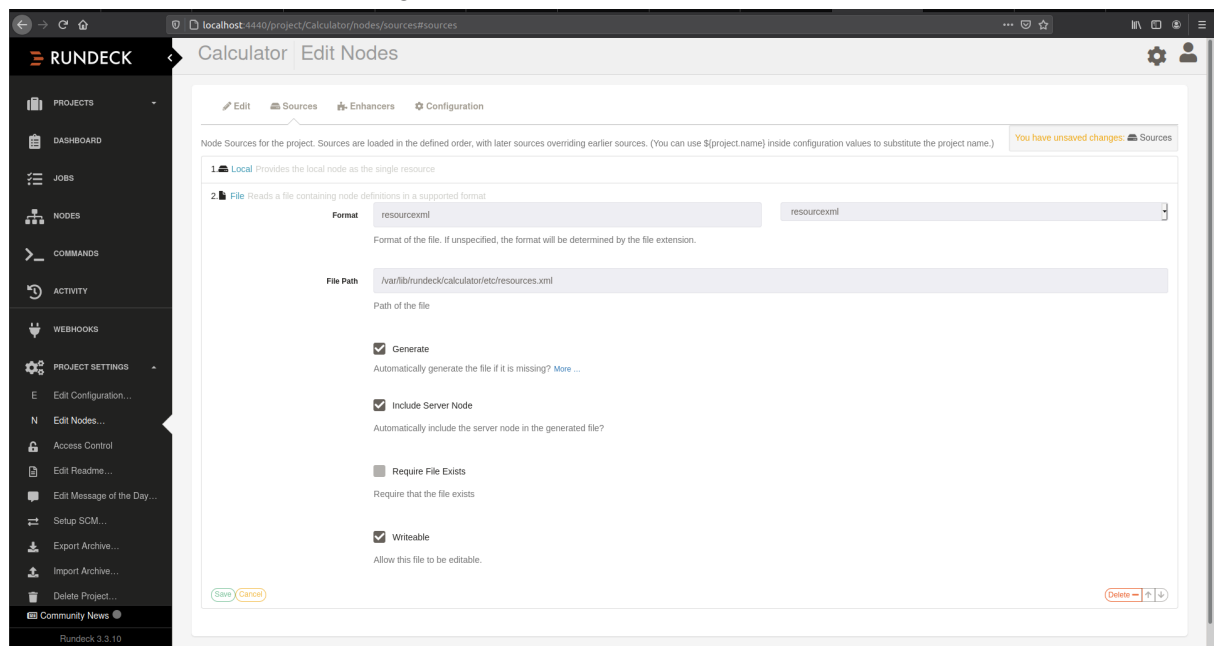 localhost:4440/project/Calculator/nodes/sources#sources
RUNDECK
Calculator Edit Nodes
PROJECTS
DASHBOARD
JOBS
NODES
COMMANDS
ACTIVITY
WEBHOOKS
PROJECT SETTINGS
E Edit Configuration...
N Edit Nodes...
Access Control
Edit Readme...
Edit Message of the Day...
Setup SCM...
Export Archive...
Import Archive...
Delete Project...
Community News
Rundeck 3.3.10
Edit Sources Enhancers Configuration
You have unsaved changes: Sources
Node Sources for the project. Sources are loaded in the defined order, with later sources overriding earlier sources. (You can use ${project.name} inside configuration values to substitute the project name.)
1. Local Provides the local node as the single resource
2. File Reads a file containing node definitions in a supported format
Format resourcexml resourcexml
Format of the file. If unspecified, the format will be determined by the file extension.
File Path /var/lib/rundeck/calculator/etc/resources.xml
Path of the file
Generate
Automatically generate the file if it is missing? More ...
Include Server Node
Automatically include the server node in the generated file?
Require File Exists
Require that the file exists
Writeable
Allow this file to be editable.
Save Cancel Delete